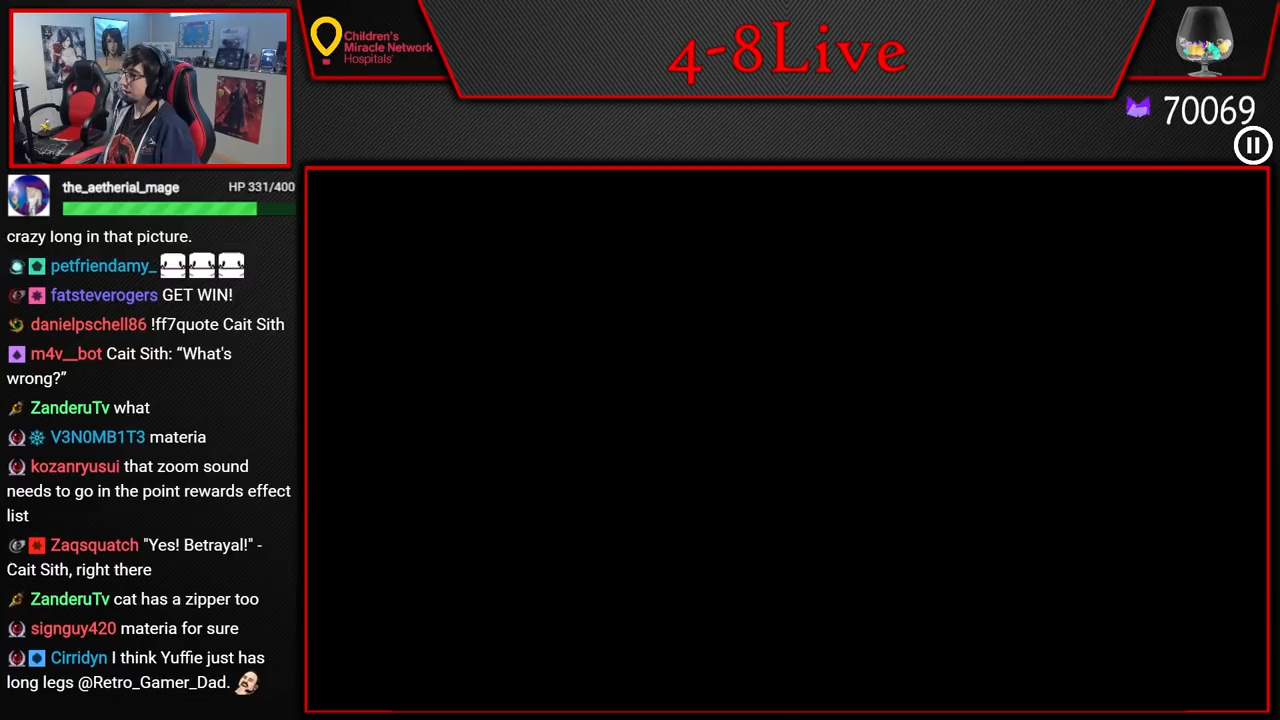 Children's
Miracle Network
Hospitals
4-8Live
70069
the_aetherial_mage HP 331/400
crazy long in that picture.
petfriendamy_
fatsteverogers GET WIN!
danielpschell86 !ff7quote Cait Sith
m4v__bot Cait Sith: “What's
wrong?”
ZanderuTv what
V3N0MB1T3 materia
kozanryusui that zoom sound
needs to go in the point rewards effect
list
Zaqsquatch "Yes! Betrayal!" -
Cait Sith, right there
ZanderuTv cat has a zipper too
signguy420 materia for sure
Cirridyn I think Yuffie just has
long legs @Retro_Gamer_Dad.